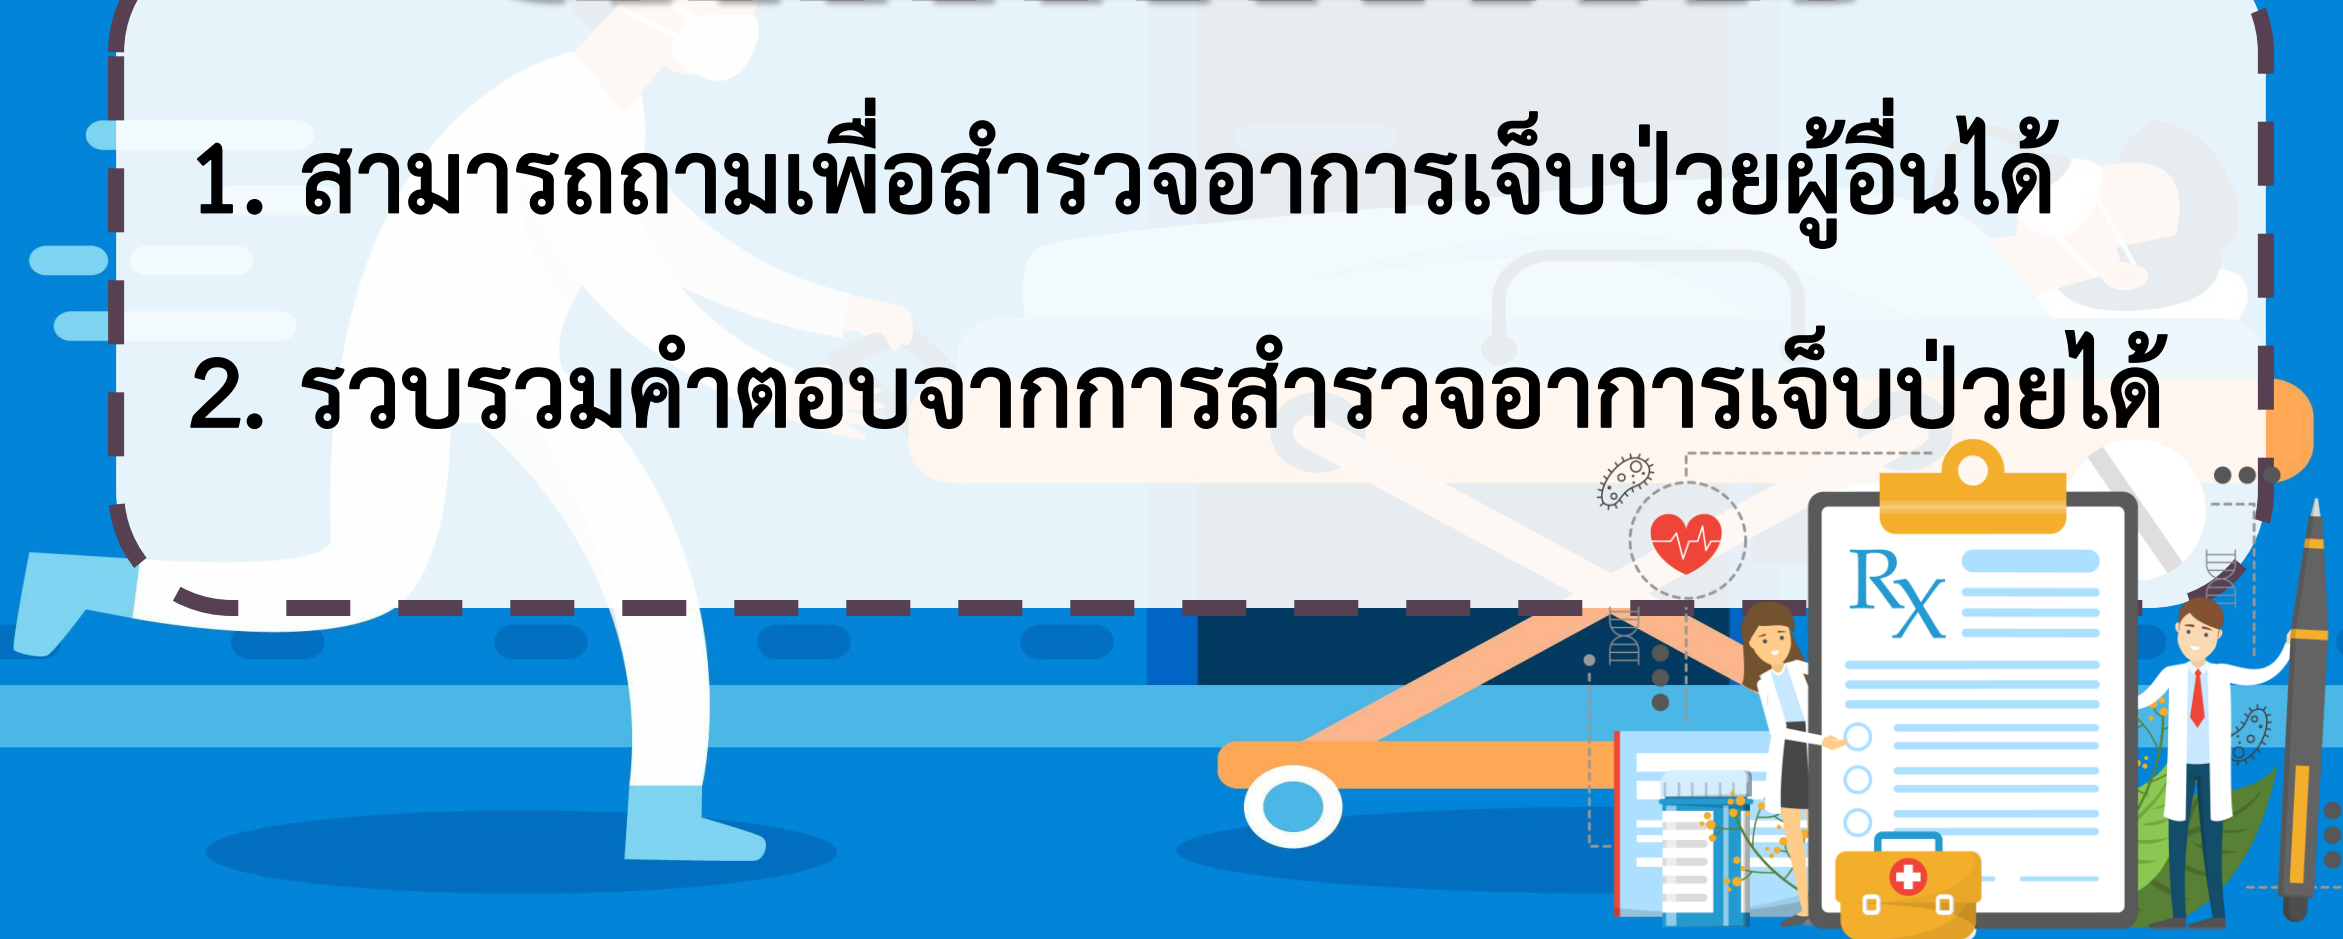 1. สามารถถามเพื่อสำรวจอาการเจ็บป่วยผู้อื่นได้
2. รวบรวมคำตอบจากการสำรวจอาการเจ็บป่วยได้
RX